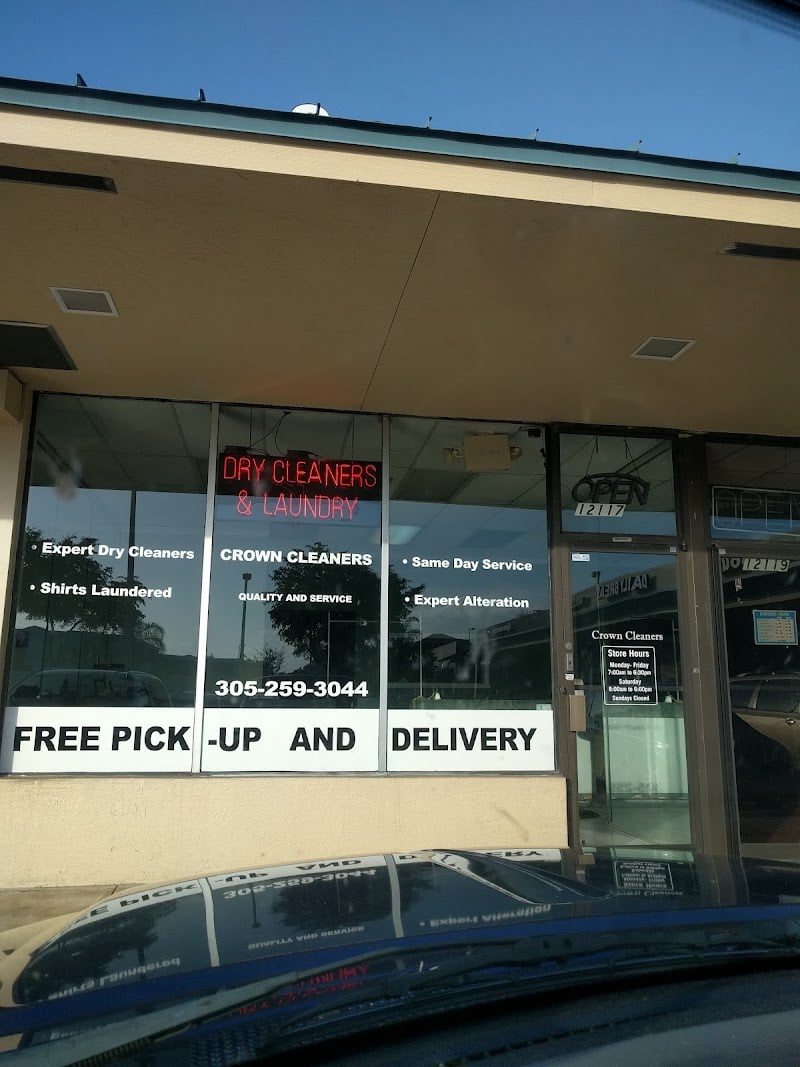 DRY CLEANERS
& LAUNDRY
• Expert Dry Cleaners
• Shirts Laundered
CROWN CLEANERS
QUALITY AND SERVICE
305-259-3044
• Same Day Service
• Expert Alteration
FREE PICK-UP AND DELIVERY
OPEN
12117
Crown Cleaners
Store Hours
Monday- Friday
7:00am to 6:30pm
Saturday
8:00am to 6:00pm
Sundays Closed
OPEN
12119